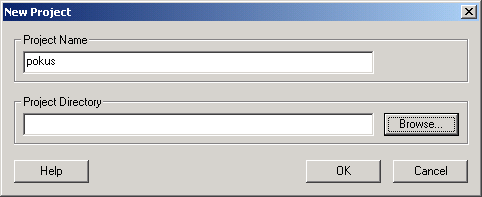 New Project
Project Name
pokus
Project Directory
Browse...
Help
OK
Cancel